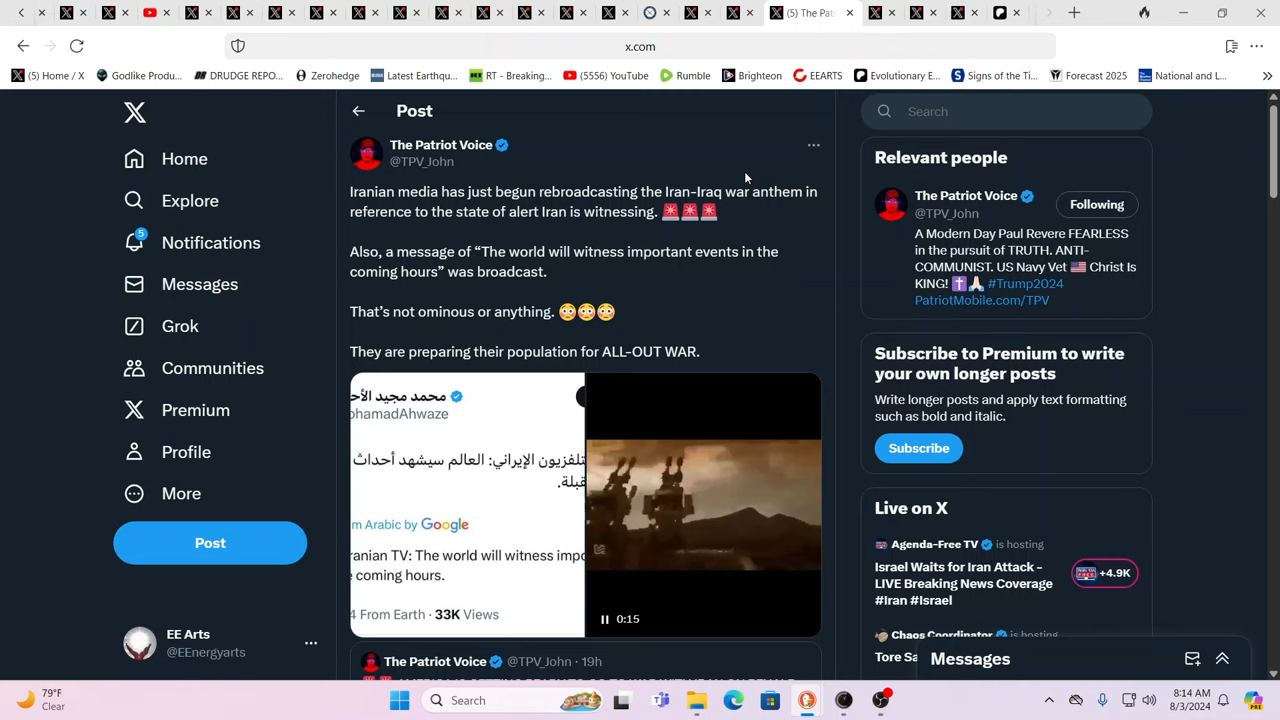 (5) The Pat
x.com
(5) Home / X
Godlike Produ...
DRUDGE REPO...
Zerohedge
Latest Earthqu...
RT - Breaking...
(5556) YouTube
Rumble
Brighteon
EEARTS
Evolutionary E...
Signs of the Ti...
Forecast 2025
National and L...
Home
Explore
5
Notifications
Messages
Grok
Communities
Premium
Profile
More
Post
EE Arts
@EEnergyarts
Post
The Patriot Voice
@TPV_John
Iranian media has just begun rebroadcasting the Iran-Iraq war anthem in
reference to the state of alert Iran is witnessing. 🚨🚨🚨
Also, a message of “The world will witness important events in the
coming hours” was broadcast.
That’s not ominous or anything. 😳😳😳
They are preparing their population for ALL-OUT WAR.
محمد مجيد الأح
ohamadAhwaze
تلفزيون الإيراني: العالم سيشهد أحداث
قبلة.
m Arabic by Google
ranian TV: The world will witness impo
e coming hours.
4 From Earth · 33K Views
0:15
The Patriot Voice @TPV_John · 19h
Search
Relevant people
The Patriot Voice
@TPV_John
Following
A Modern Day Paul Revere FEARLESS
in the pursuit of TRUTH. ANTI-
COMMUNIST. US Navy Vet 🇺🇸 Christ is
KING! ✝️🙏🏻 #Trump2024
PatriotMobile.com/TPV
Subscribe to Premium to write
your own longer posts
Write longer posts and apply text formatting
such as bold and italic.
Subscribe
Live on X
Agenda-Free TV is hosting
Israel Waits for Iran Attack -
LIVE Breaking News Coverage
#Iran #Israel
+4.9K
Chaos Coordinator is hosting
Tore Sa
Messages
79°F
Clear
Search
8:14 AM
8/3/2024